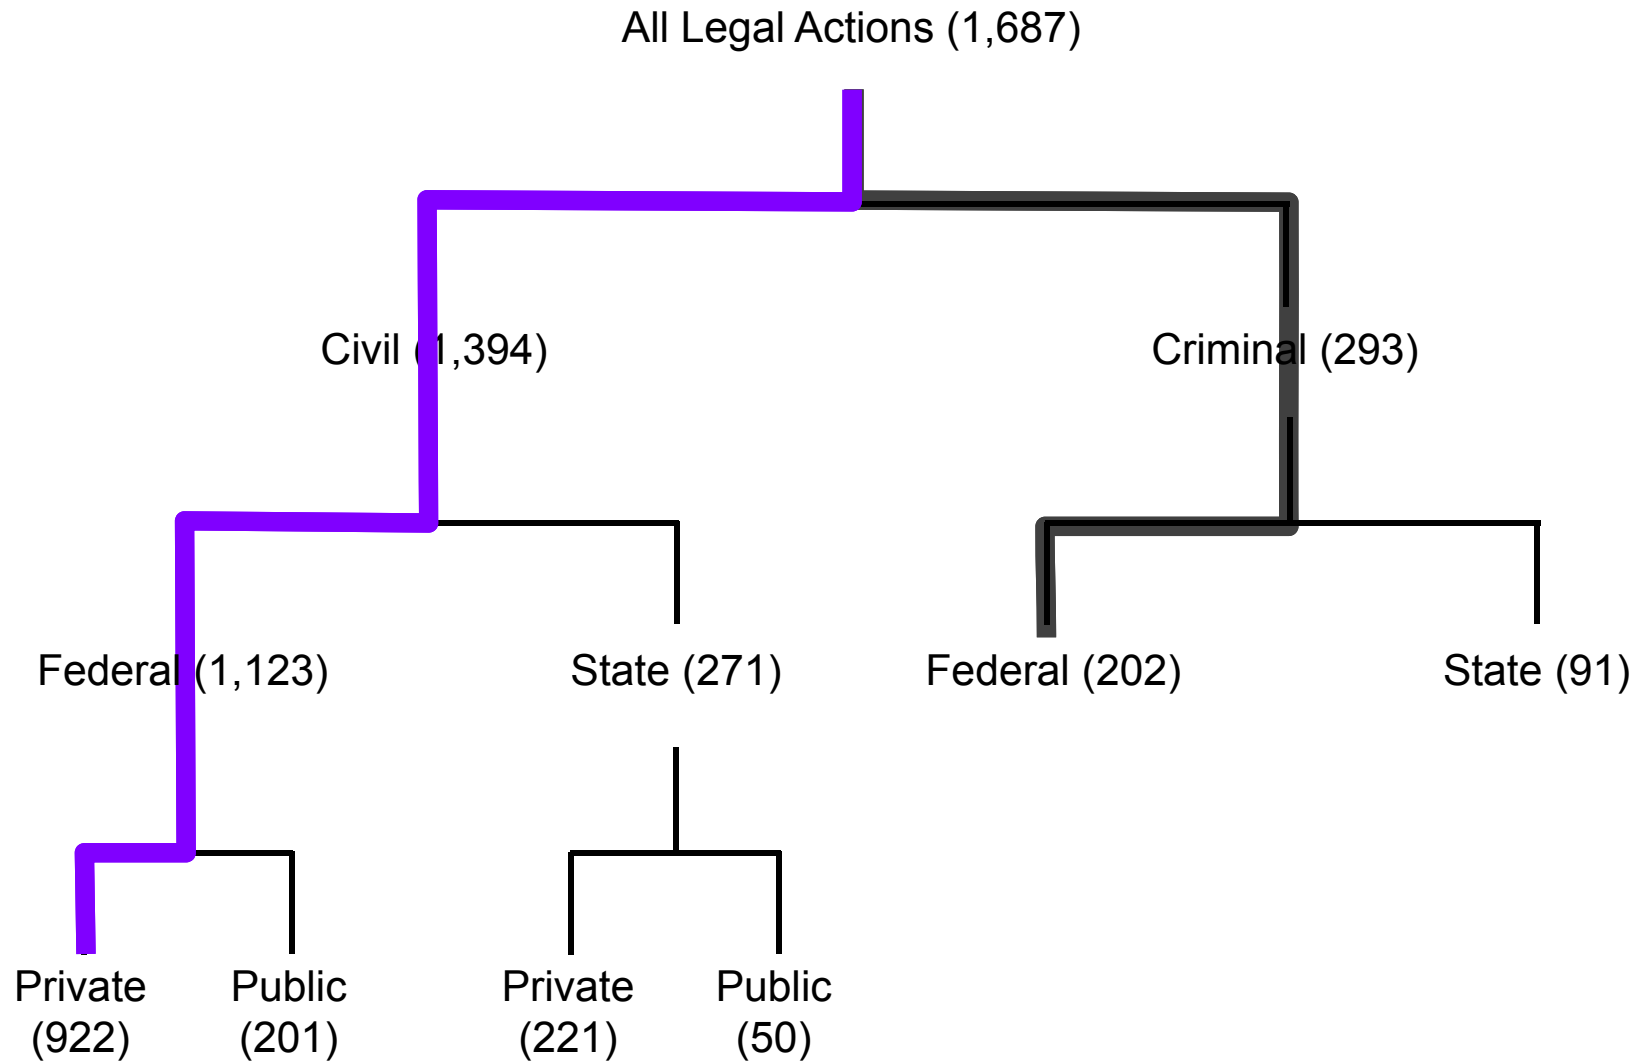 All Legal Actions (1,687)
Civil (1,394)
Criminal (293)
Federal (1,123)
State (271)
Federal (202)
State (91)
Private
(922)
Public
(201)
Private
(221)
Public
(50)